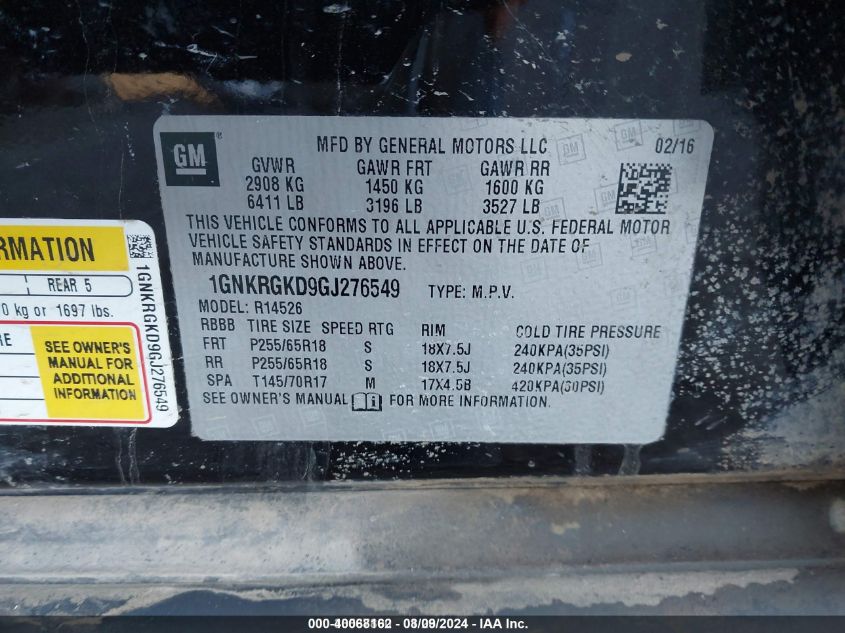 GM
®
MFD BY GENERAL MOTORS LLC
02/16
GVWR GAWR FRT GAWR RR
2908 KG 1450 KG 1600 KG
6411 LB 3196 LB 3527 LB
THIS VEHICLE CONFORMS TO ALL APPLICABLE U.S. FEDERAL MOTOR
VEHICLE SAFETY STANDARDS IN EFFECT ON THE DATE OF
MANUFACTURE SHOWN ABOVE.
1GNKRGKD9GJ276549 TYPE: M.P.V.
MODEL: R14526
RBBB TIRE SIZE SPEED RTG RIM COLD TIRE PRESSURE
FRT P255/65R18 S 18X7.5J 240KPA(35PSI)
RR P255/65R18 S 18X7.5J 240KPA(35PSI)
SPA T145/70R17 M 17X4.5B 420KPA(60PSI)
SEE OWNER'S MANUAL FOR MORE INFORMATION.
RMATION
REAR 5
0 kg or 1697 lbs.
RE
SEE OWNER'S
MANUAL FOR
ADDITIONAL
INFORMATION
1GNKRGKD9GJ276549
2024 - IAA Inc.